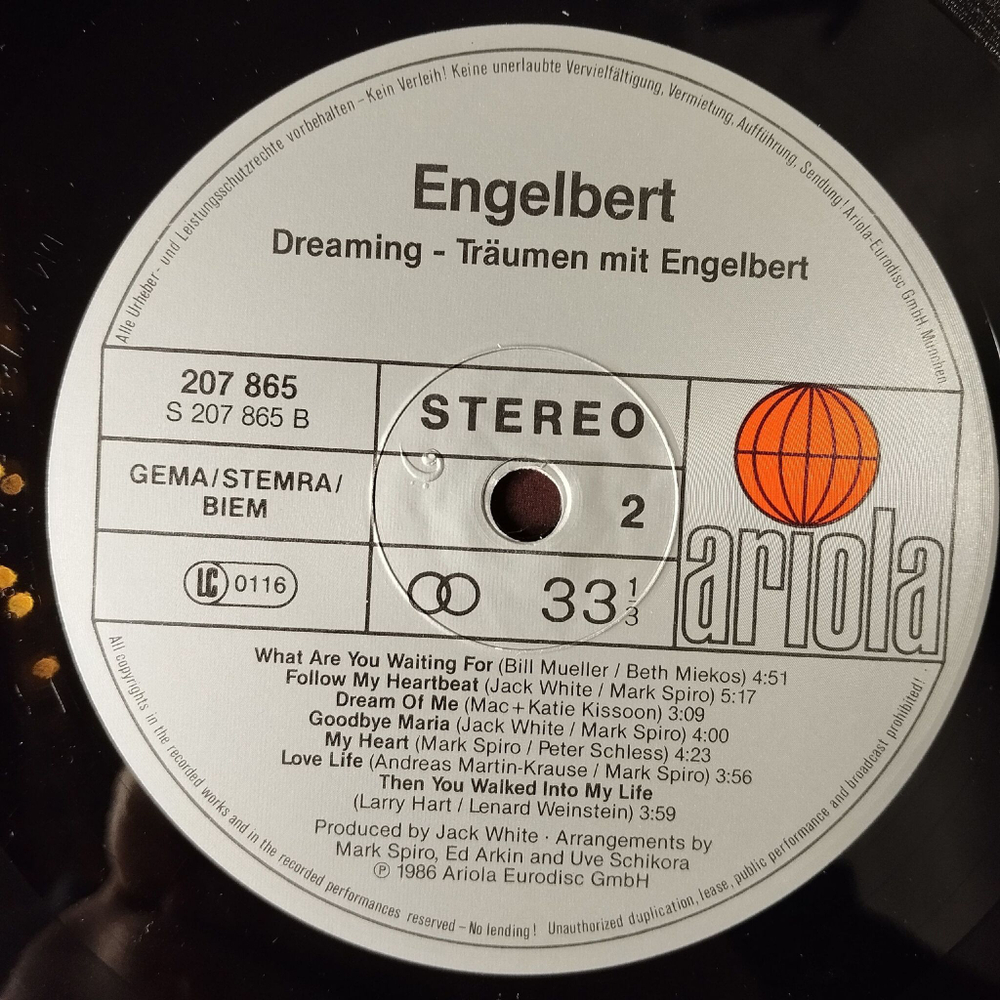 Alle Urheber- und Leistungsschutzrechte vorbehalten – Kein Verleih! Keine unerlaubte Vervielfältigung, Vermietung, Aufführung, Sendung! Ariola-Eurodisc GmbH, München
Engelbert
Dreaming - Träumen mit Engelbert
207 865
S 207 865 B
STEREO
GEMA/STEMRA/
BIEM
2
LC 0116
33 1/3
ariola
What Are You Waiting For (Bill Mueller / Beth Miekos) 4:51
Follow My Heartbeat (Jack White / Mark Spiro) 5:17
Dream Of Me (Mac+Katie Kissoon) 3:09
Goodbye Maria (Jack White / Mark Spiro) 4:00
My Heart (Mark Spiro / Peter Schless) 4:23
Love Life (Andreas Martin-Krause / Mark Spiro) 3:56
Then You Walked Into My Life
(Larry Hart / Lenard Weinstein) 3:59
Produced by Jack White · Arrangements by
Mark Spiro, Ed Arkin and Uve Schikora
℗ 1986 Ariola Eurodisc GmbH
All copyrights in the recorded works and in the recorded performances reserved – No lending! Unauthorized duplication, lease, public performance and broadcast prohibited!